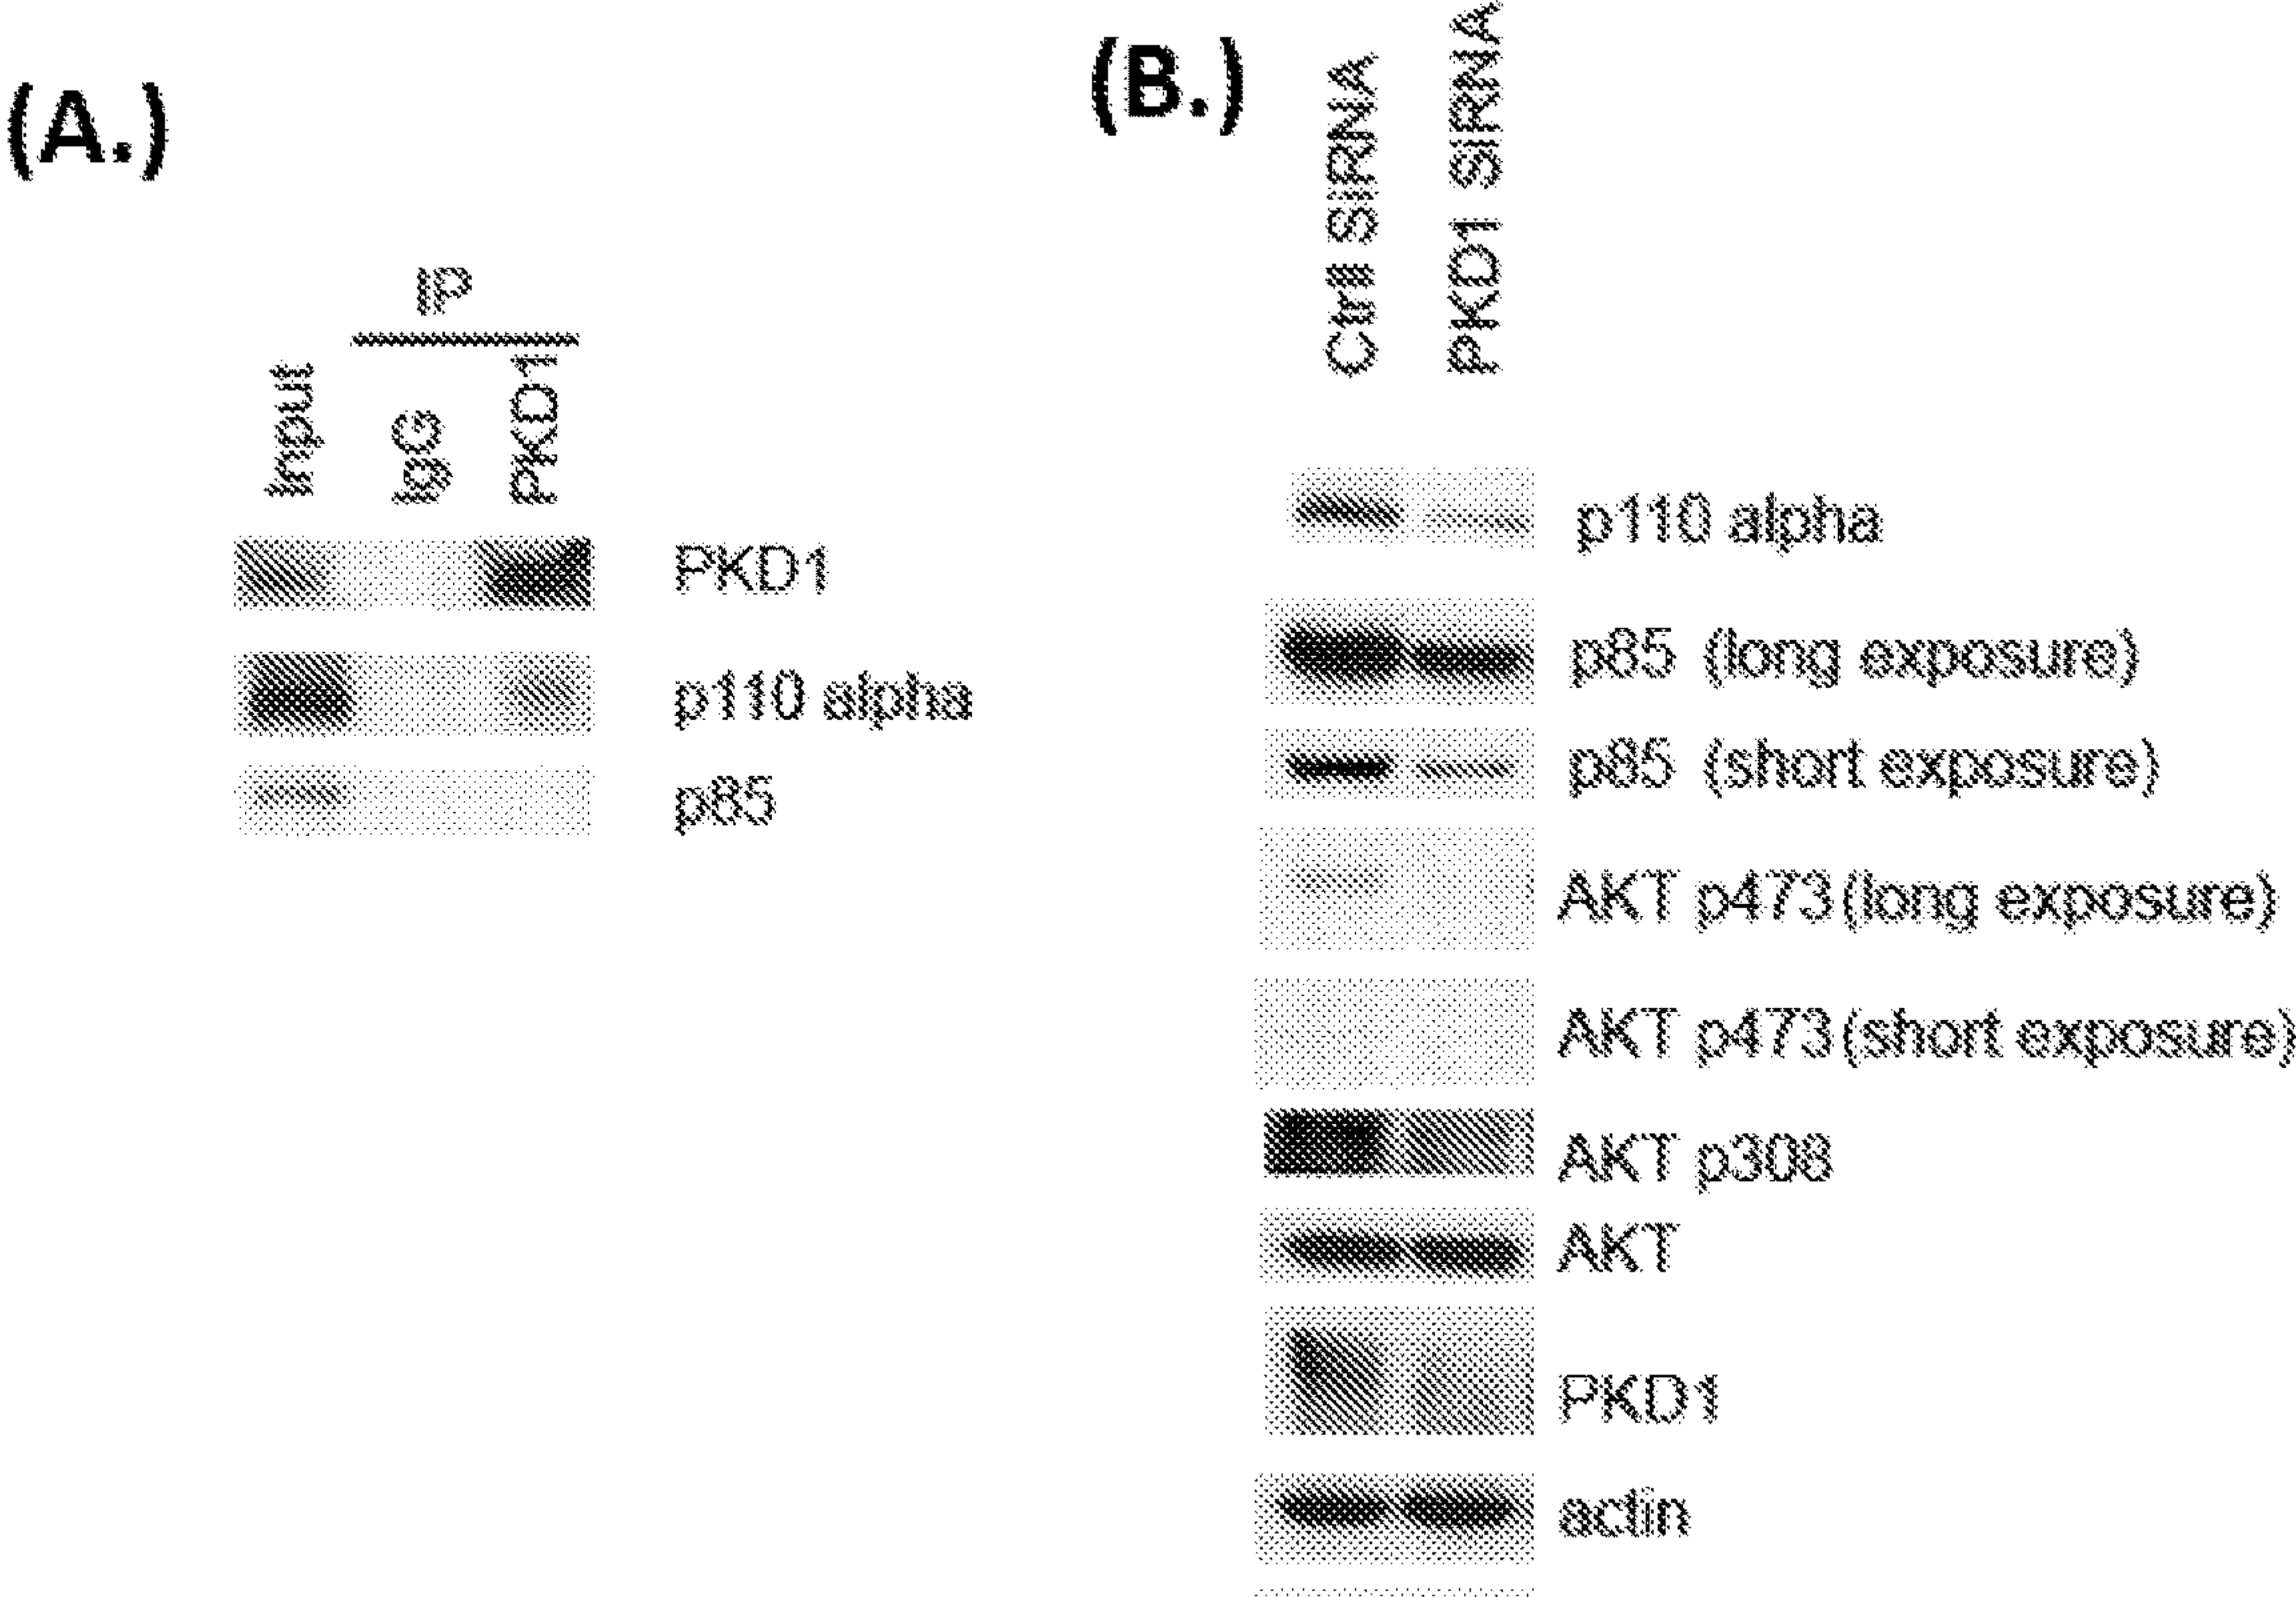 (A.)
IP
Input
IgG
PKD1
PKD1
p110 alpha
p85
(B.)
Ctrll SiRNA
PKD1 SiRNA
p110 alpha
p85 (long exposure)
p85 (short exposure)
AKT p473 (long exposure)
AKT p473 (short exposure)
AKT p308
AKT
PKD1
actin